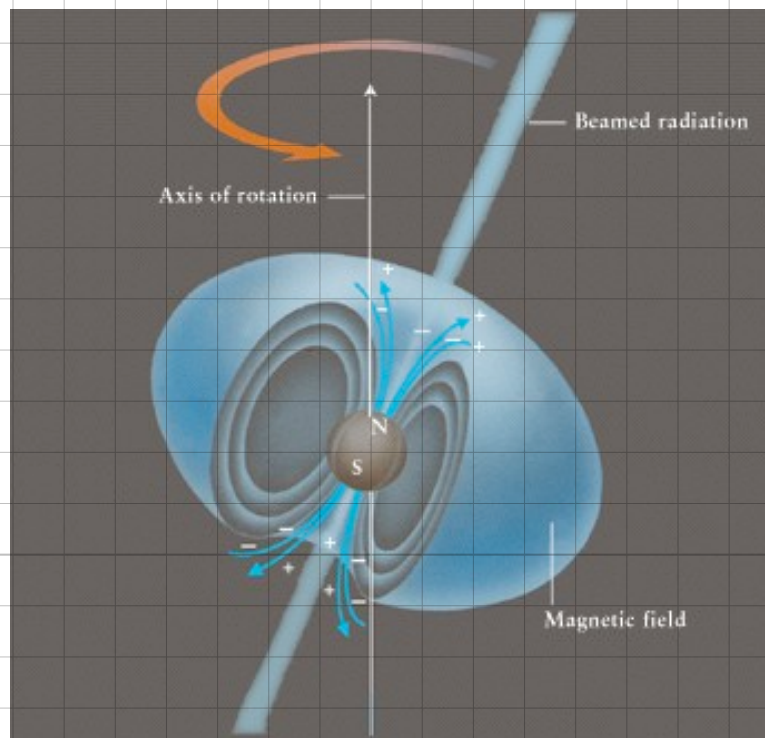 Beamed radiation
Axis of rotation
+
−
+
−
−
+
N
S
−
−
+
−
+
+
−
Magnetic field